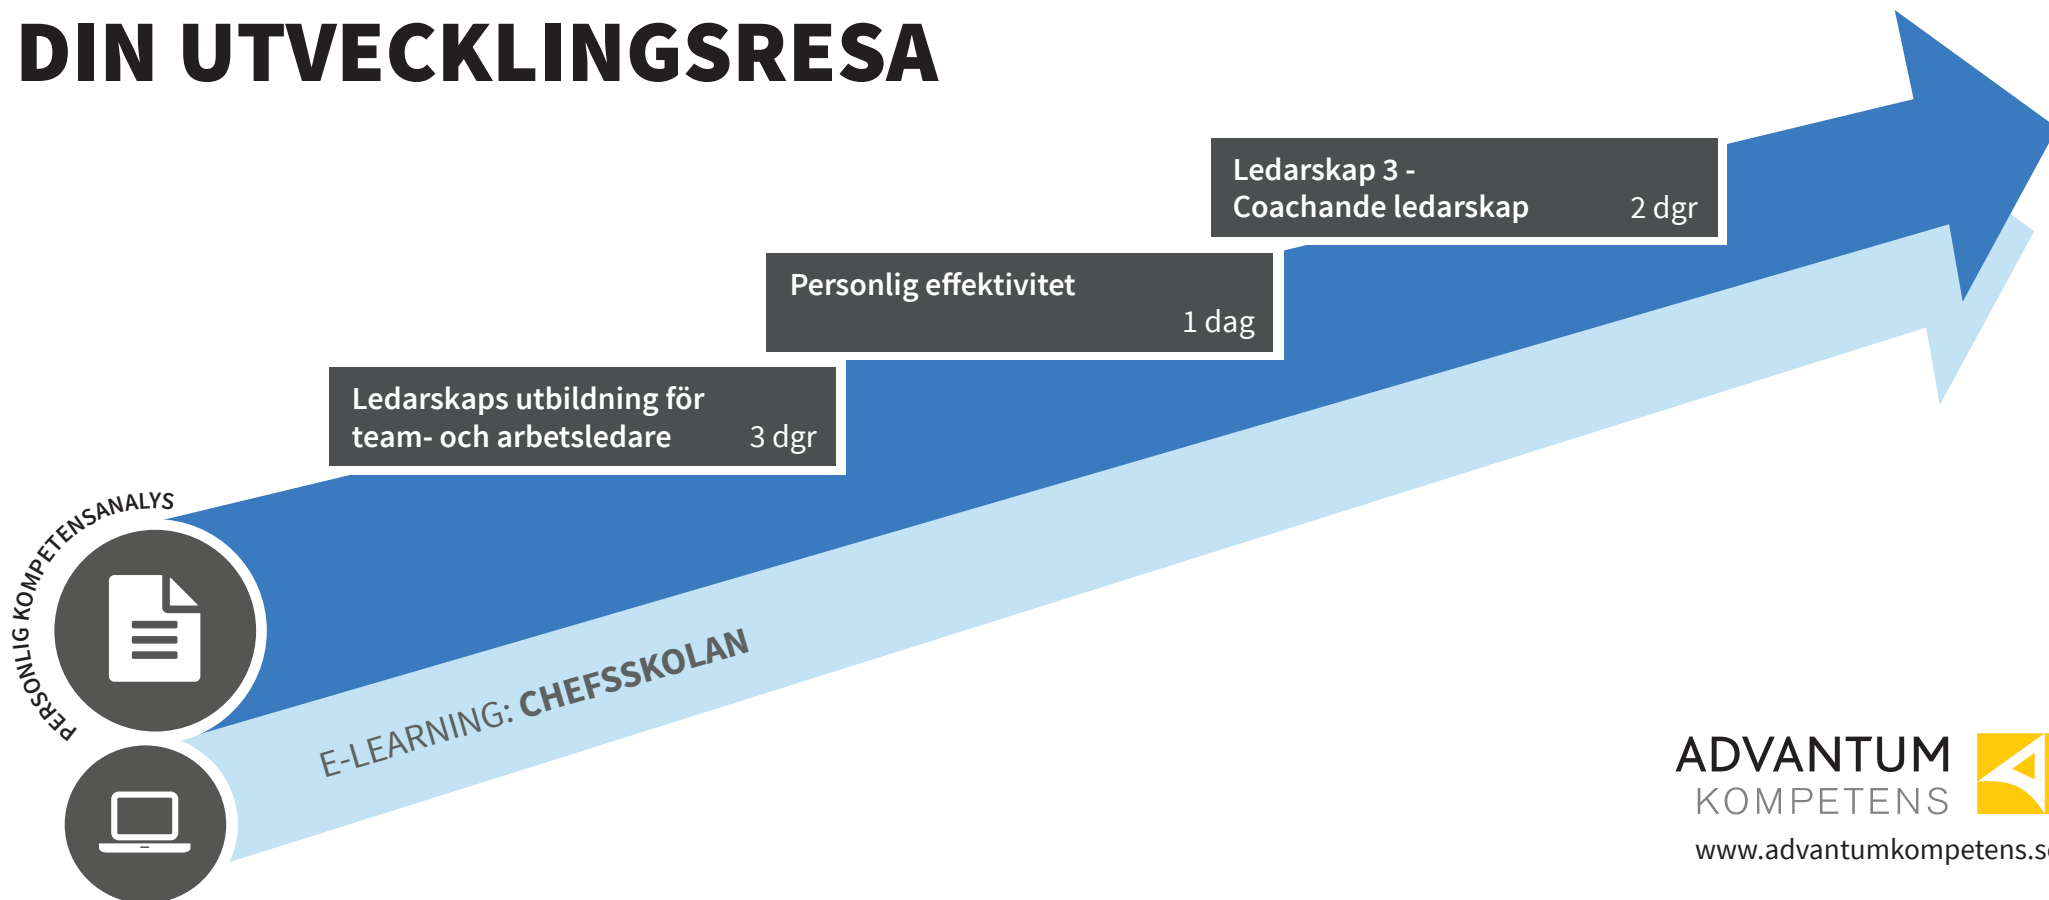 DIN UTVECKLINGSRESA
Ledarskap 3 -
Coachande ledarskap 2 dgr
Personlig effektivitet
1 dag
Ledarskaps utbildning för
team- och arbetsledare 3 dgr
PERSONLIG KOMPETENSANALYS
E-LEARNING: CHEFSSKOLAN
ADVANTUM
KOMPETENS
www.advantumkompetens.se